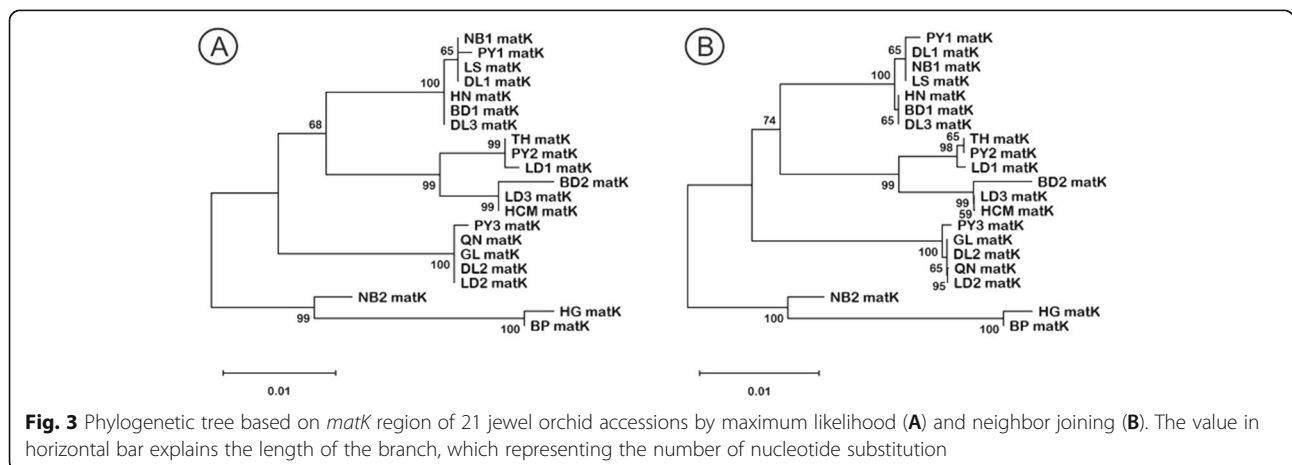 A
65
NB1 matK
PY1 matK
LS matK
DL1 matK
100
HN matK
BD1 matK
DL3 matK
68
99
TH matK
PY2 matK
LD1 matK
99
BD2 matK
LD3 matK
99
HCM matK
PY3 matK
QN matK
GL matK
100
DL2 matK
LD2 matK
NB2 matK
99
HG matK
100
BP matK
0.01
B
65
PY1 matK
DL1 matK
NB1 matK
LS matK
100
HN matK
BD1 matK
65
DL3 matK
74
65
TH matK
98
PY2 matK
LD1 matK
99
BD2 matK
99
LD3 matK
59
HCM matK
PY3 matK
GL matK
100
DL2 matK
65
QN matK
95
LD2 matK
NB2 matK
100
HG matK
100
BP matK
0.01
Fig. 3 Phylogenetic tree based on matK region of 21 jewel orchid accessions by maximum likelihood (A) and neighbor joining (B). The value in
horizontal bar explains the length of the branch, which representing the number of nucleotide substitution